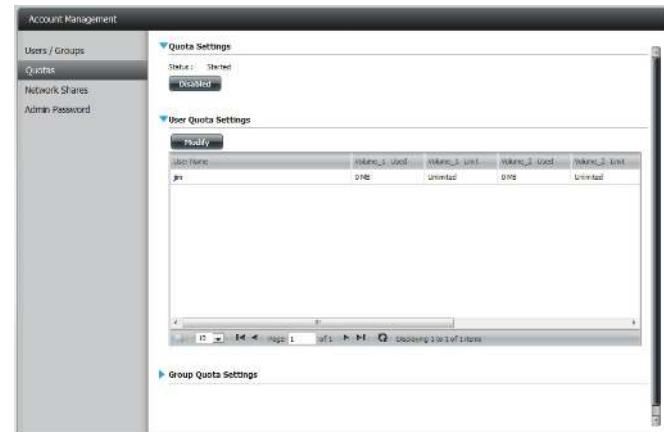 Account Management
Users / Groups
Quotas
Network Shares
Admin Password
Quota Settings
Status : Started
Disabled
User Quota Settings
Modify
User Name Volume_1 Used Volume_1 Limit Volume_2 Used Volume_2 Limit
jim 0 MB Unlimited 0 MB Unlimited
10 Page 1 of 1 Displaying 1 to 1 of 1 items
Group Quota Settings